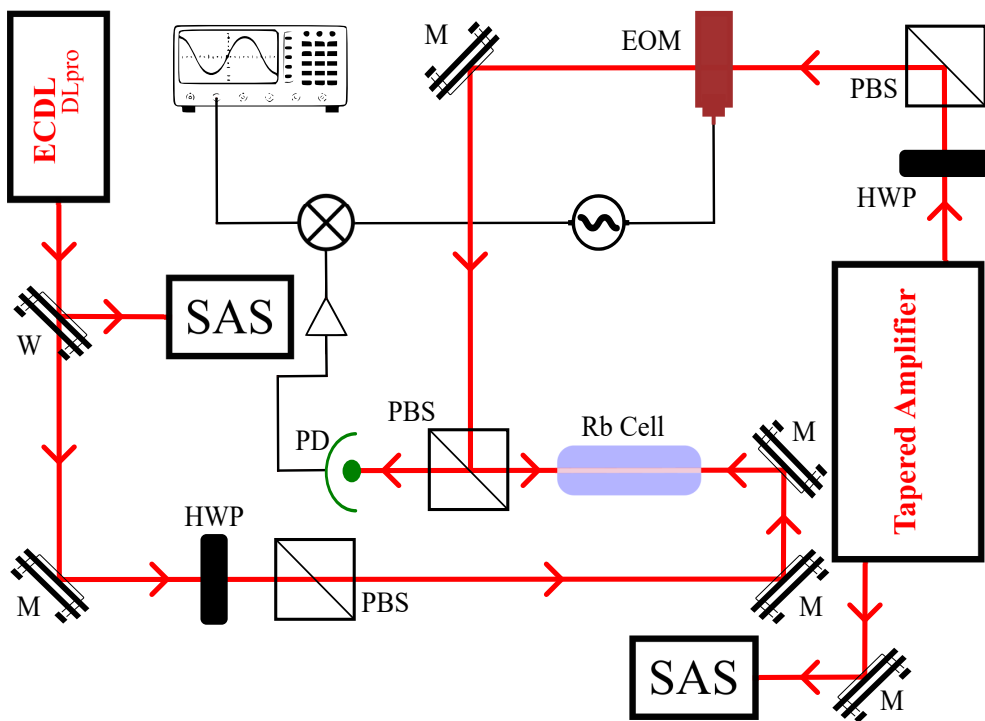 ECDL
DLpro
M
EOM
PBS
HWP
W
SAS
PBS
PD
Rb Cell
M
Tapered Amplifier
HWP
M
PBS
M
SAS
M